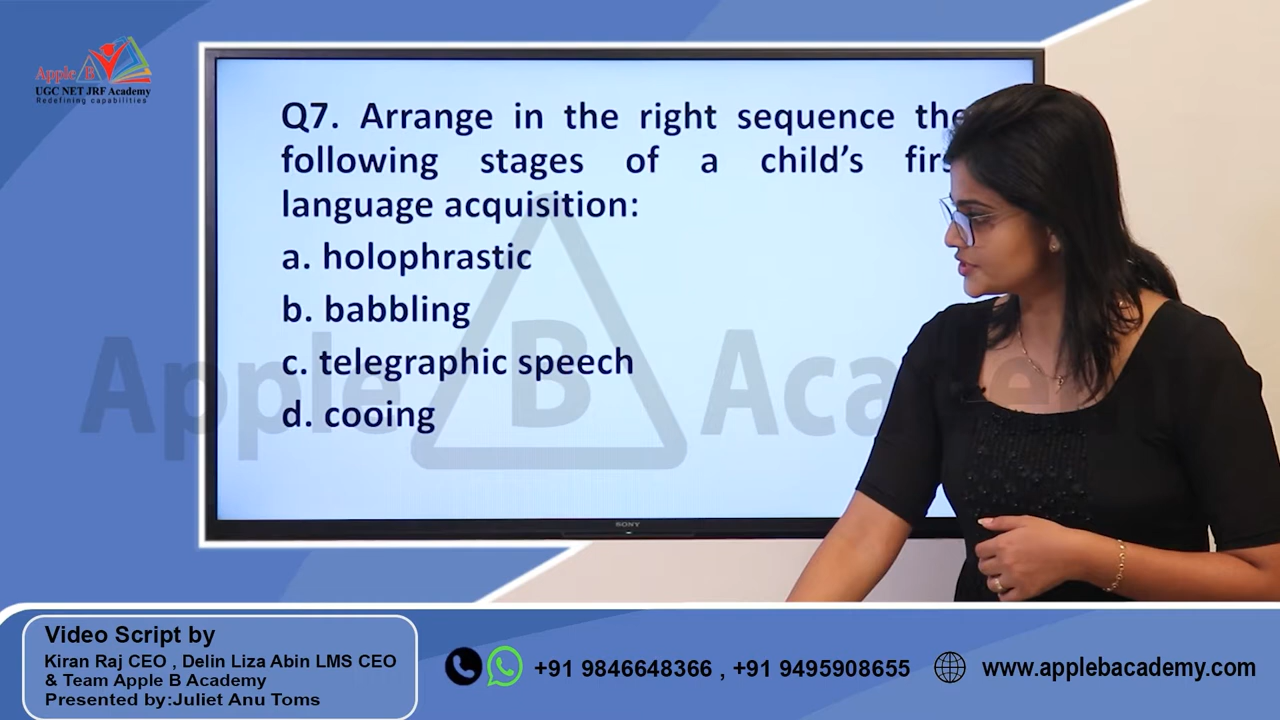 Apple B
UGC NET JRF Academy
Redefining capabilities
Q7. Arrange in the right sequence the
following stages of a child's
language acquisition:
a. holophrastic
b. babbling
c. telegraphic speech
d. cooing
Apple B Academy
SONY
Video Script by
Kiran Raj CEO , Delin Liza Abin LMS CEO
& Team Apple B Academy
Presented by:Juliet Anu Toms
+91 9846648366 , +91 9495908655
www.applebacademy.com